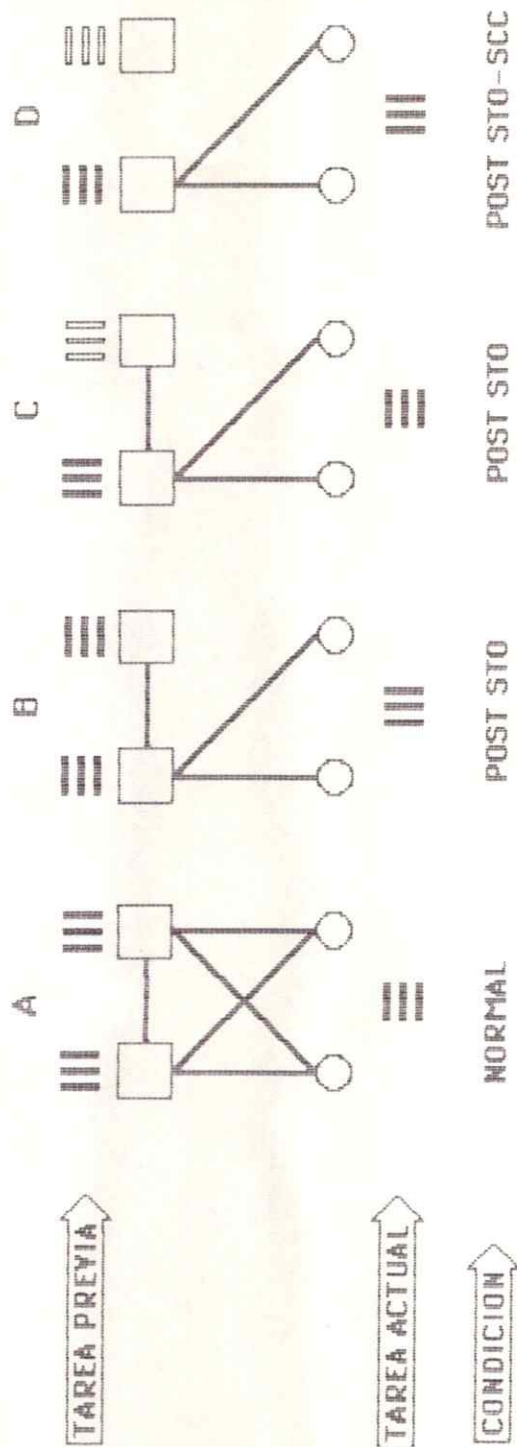 A B C D
TAREA PREVIA
TAREA ACTUAL
CONDICION NORMAL POST STO POST STO POST STO-SCC